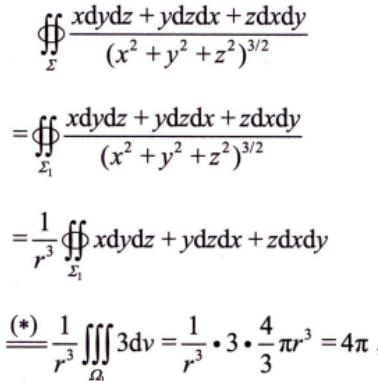 ∯_Σ (xdydz + ydzdx + zdxdy)/(x² + y² + z²)^{3/2}
= ∯_{Σ₁} (xdydz + ydzdx + zdxdy)/(x² + y² + z²)^{3/2}
= 1/r³ ∯_{Σ₁} xdydz + ydzdx + zdxdy
(*)= 1/r³ ∭_{Ω₁} 3dv = 1/r³ • 3 • 4/3 πr³ = 4π ,